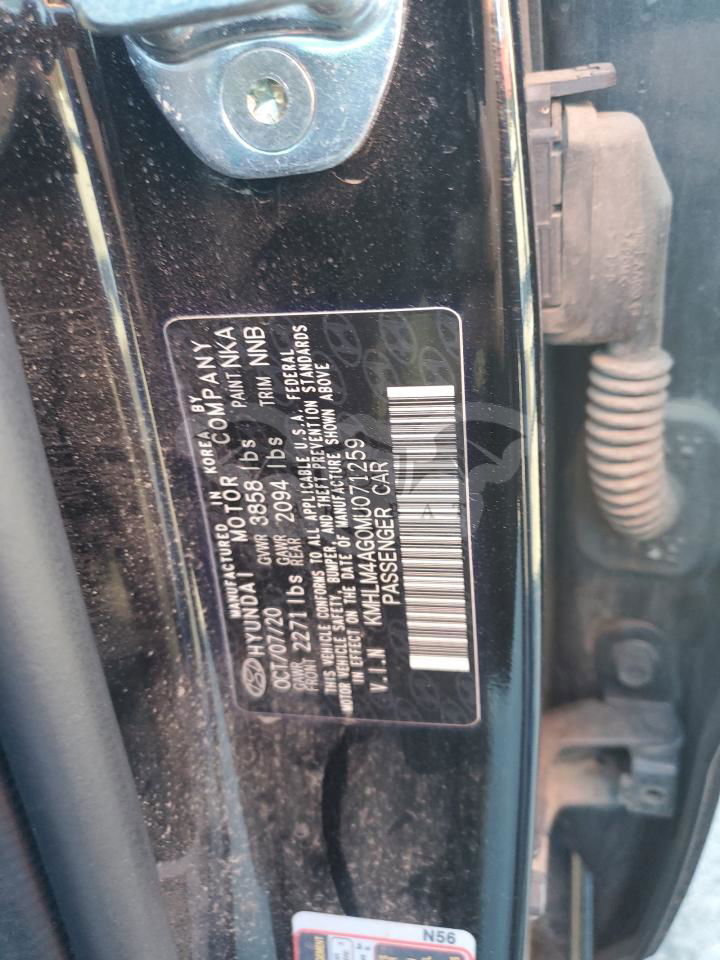 MANUFACTURED IN KOREA BY
HYUNDAI MOTOR COMPANY
OCT/07/20 GVWR 3858 lbs PAINT NKA
GAWR FRONT 2271 lbs GAWR REAR 2094 lbs TRIM NNB
THIS VEHICLE CONFORMS TO ALL APPLICABLE U.S.A. FEDERAL
MOTOR VEHICLE SAFETY, BUMPER, AND THEFT PREVENTION STANDARDS
IN EFFECT ON THE DATE OF MANUFACTURE SHOWN ABOVE
V.I.N KMHLM4AG0MU071259
PASSENGER CAR
N56